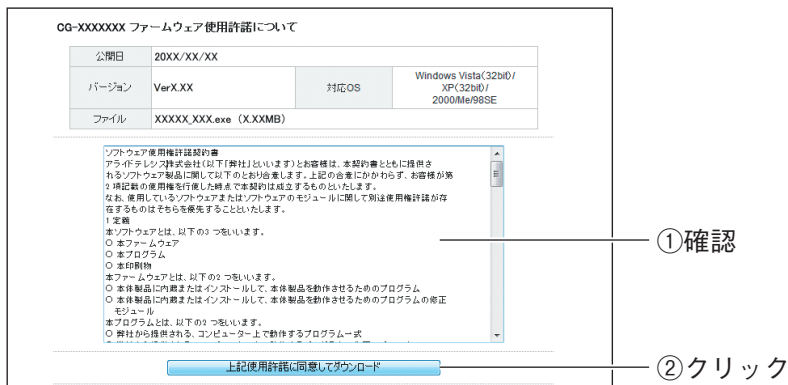 CG-XXXXXXX ファームウェア使用許諾について
公開日 20XX/XX/XX
バージョン VerX.XX 対応OS Windows Vista(32bit)/
XP(32bit)/
2000/Me/98SE
ファイル XXXXX_XXX.exe (X.XXMB)
ソフトウェア使用権許諾契約書
アライドテレシス株式会社(以下「弊社」といいます)とお客様は、本契約書とともに提供さ
れるソフトウェア製品に関して以下のとおり合意します。上記の合意にかかわらず、お客様が第
2 項記載の使用権を行使した時点で本契約は成立するものといたします。
なお、使用しているソフトウェアまたはソフトウェアのモジュールに関して別途使用権許諾が存
在するものはそちらを優先することといたします。
1 定義
本ソフトウェアとは、以下の3 つをいいます。
○ 本ファームウェア
○ 本プログラム
○ 本印刷物
本ファームウェアとは、以下の2 つをいいます。
○ 本体製品に内蔵またはインストールして、本体製品を動作させるためのプログラム
○ 本体製品に内蔵またはインストールして、本体製品を動作させるためのプログラムの修正
モジュール
本プログラムとは、以下の2 つをいいます。
○ 弊社から提供される、コンピューター上で動作するプログラム一式
①確認
上記使用許諾に同意してダウンロード
②クリック